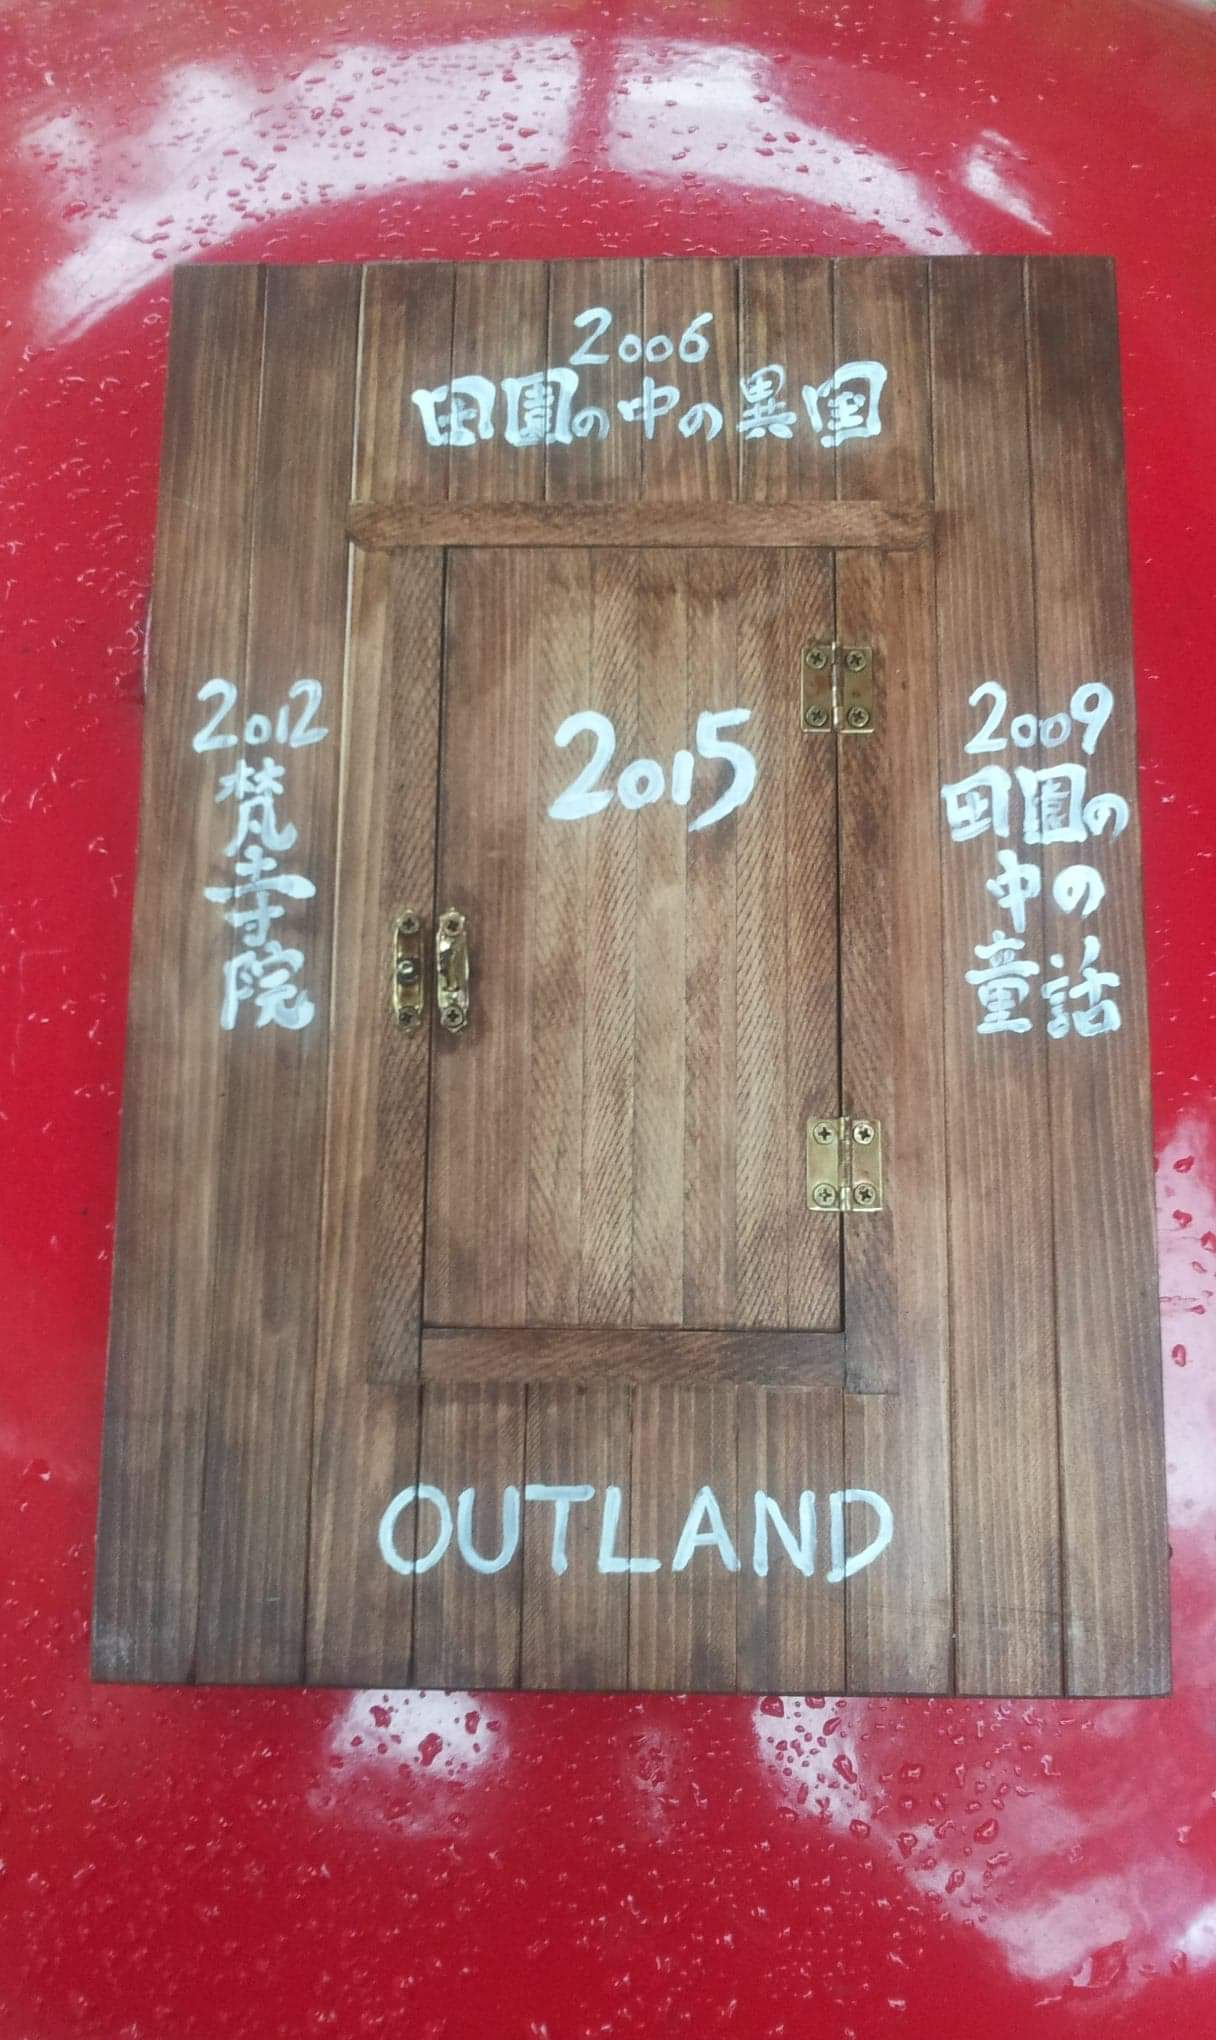 2006
田園の中の異国
2012
梵
寺
院
2015
2009
田園の
中の
童話
OUTLAND